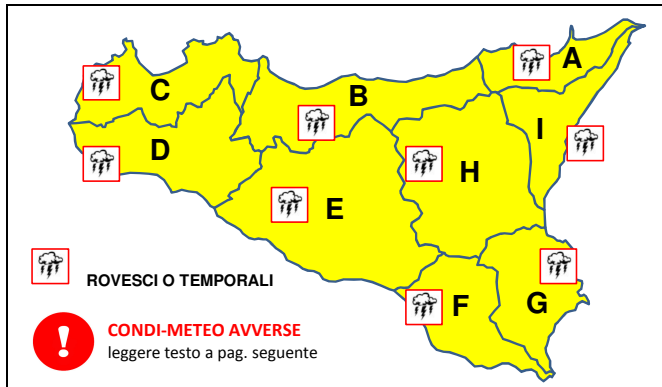 A
C
B
I
D
H
E
F
G
ROVESCI O TEMPORALI
!
CONDI-METEO AVVERSE
leggere testo a pag. seguente